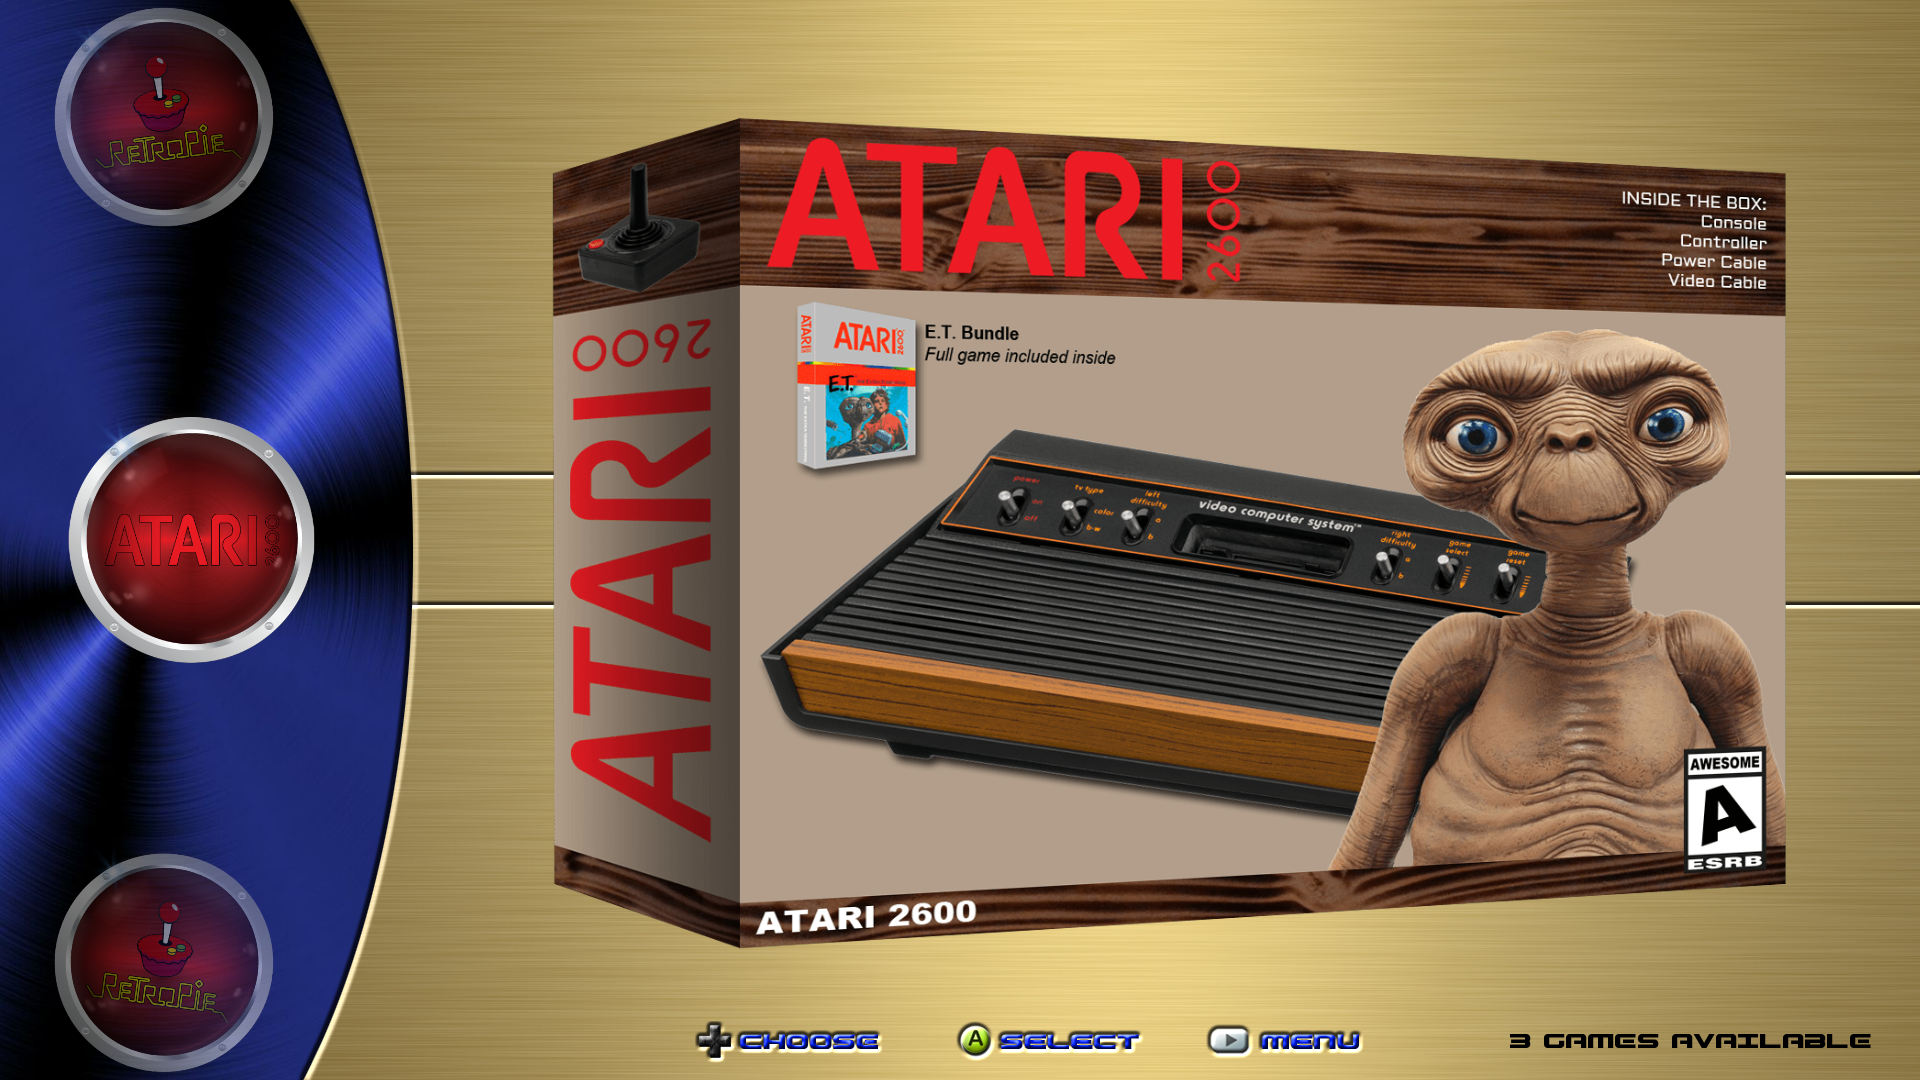 RETROPIE
ATARI 2600
RETROPIE
ATARI 2600
ATARI 2600
INSIDE THE BOX:
Console
Controller
Power Cable
Video Cable
ATARI 2600
ATARI 2600
E.T.
E.T.
E.T. Bundle
Full game included inside
power
on
off
tv type
color
b-w
left
difficulty
a
b
video computer system™
right
difficulty
a
b
game
select
game
reset
AWESOME
A
ESRB
ATARI 2600
CHOOSE
A SELECT
MENU
3 GAMES AVAILABLE